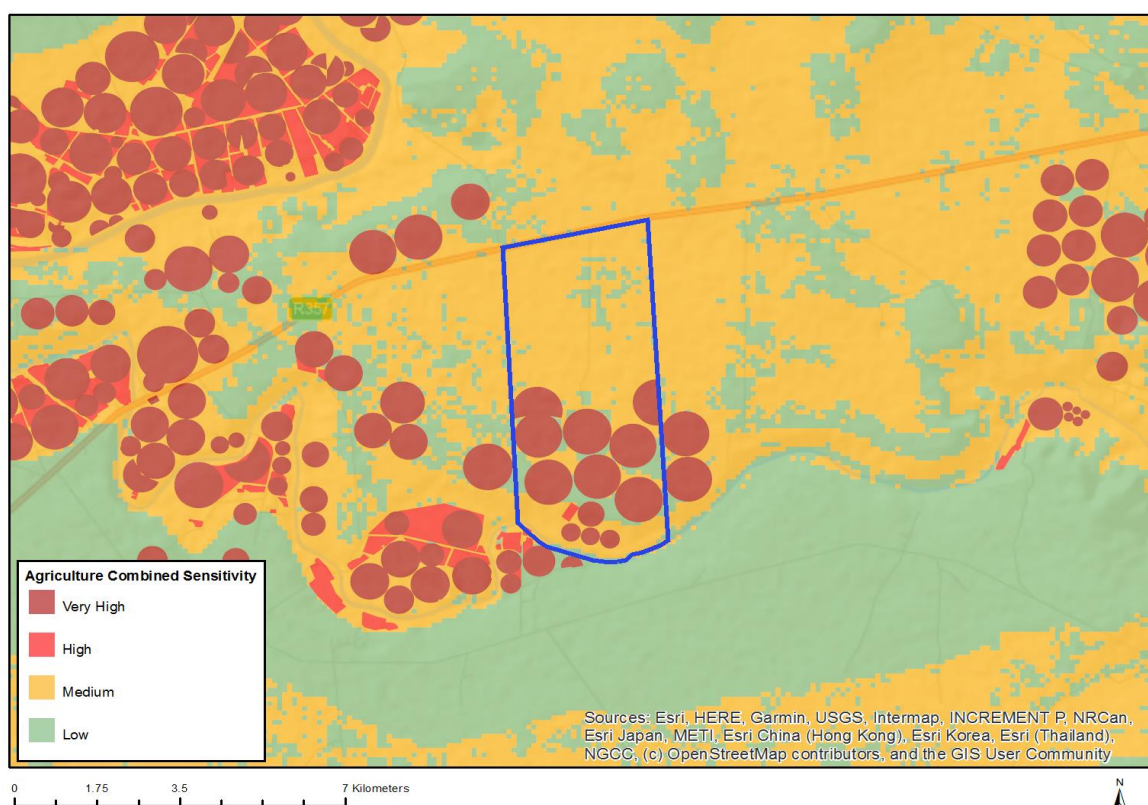 R357
Agriculture Combined Sensitivity
Very High
High
Medium
Low
Sources: Esri, HERE, Garmin, USGS, Intermap, INCREMENT P, NRCan,
Esri Japan, METI, Esri China (Hong Kong), Esri Korea, Esri (Thailand),
NGCC, (c) OpenStreetMap contributors, and the GIS User Community
0 1.75 3.5 7 Kilometers
N